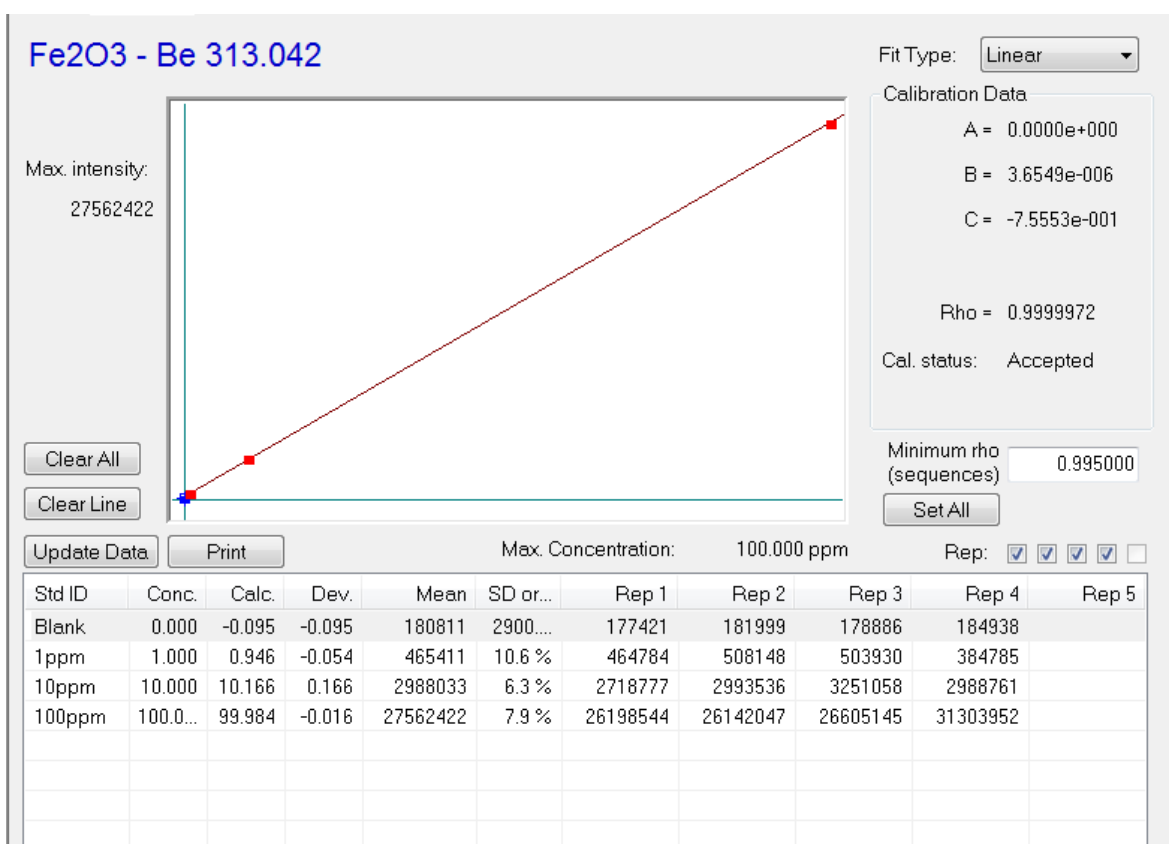 Fe2O3 - Be 313.042
Fit Type: Linear
Calibration Data
A = 0.0000e+000
Max. intensity:
B = 3.6549e-006
27562422
C = -7.5553e-001
Rho = 0.9999972
Cal. status: Accepted
Clear All
Minimum rho (sequences) 0.995000
Clear Line
Set All
Update Data Print Max. Concentration: 100.000 ppm Rep:
Std ID Conc. Calc. Dev. Mean SD or... Rep 1 Rep 2 Rep 3 Rep 4 Rep 5
Blank 0.000 -0.095 -0.095 180811 2900.... 177421 181999 178886 184938
1ppm 1.000 0.946 -0.054 465411 10.6 % 464784 508148 503930 384785
10ppm 10.000 10.166 0.166 2988033 6.3 % 2718777 2993536 3251058 2988761
100ppm 100.0... 99.984 -0.016 27562422 7.9 % 26198544 26142047 26605145 31303952